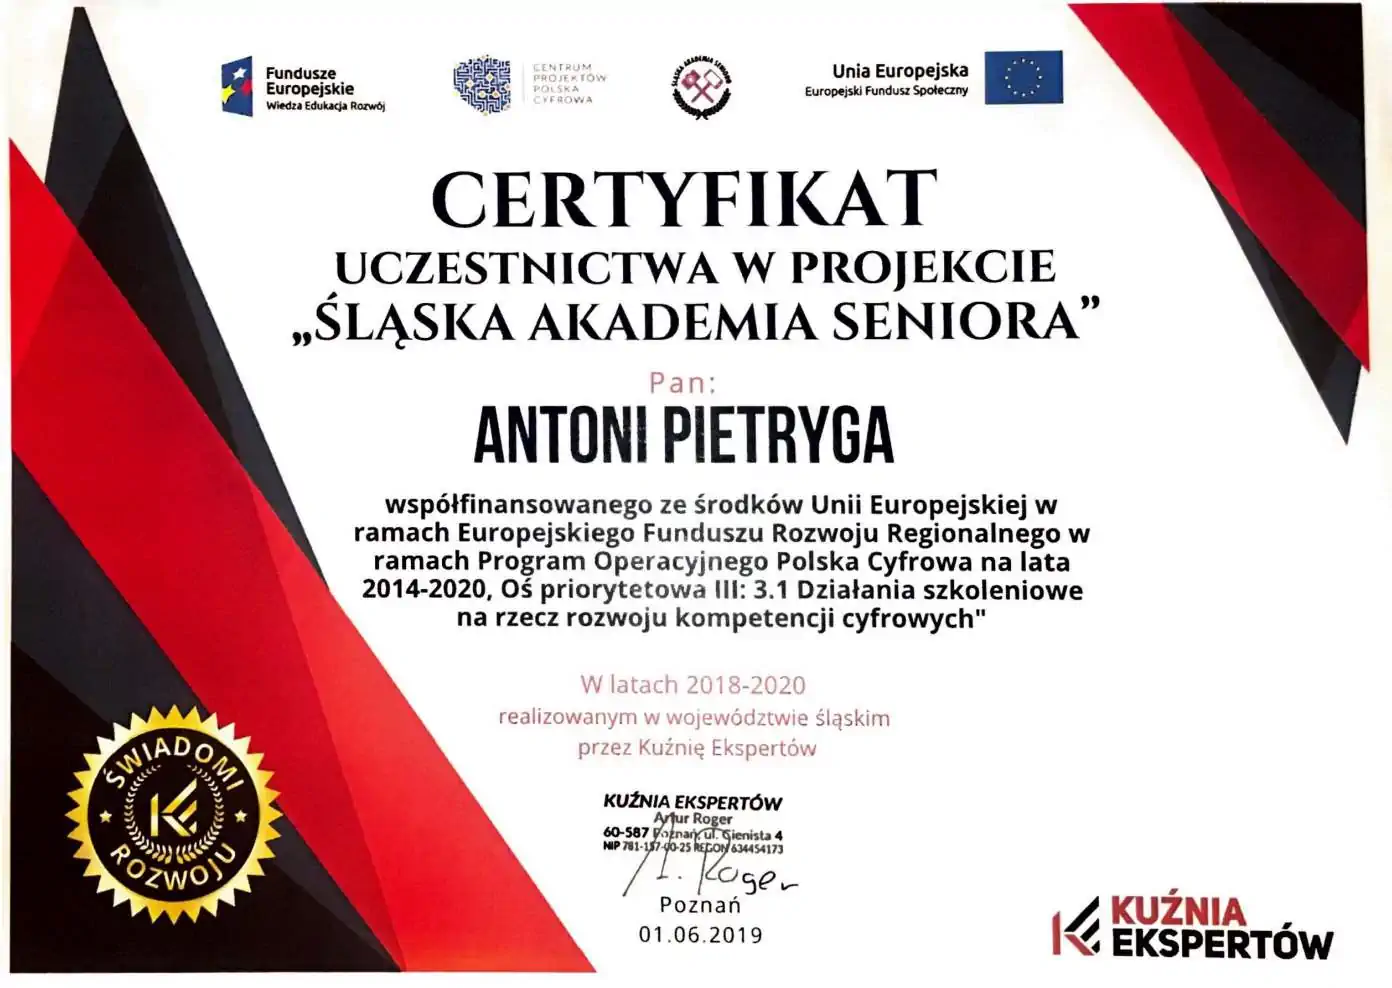 Fundusze
Europejskie
Wiedza Edukacja Rozwój
CENTRUM
PROJEKTÓW
POLSKA
CYFROWA
ŚLĄSKA AKADEMIA SENIORA
Unia Europejska
Europejski Fundusz Społeczny
CERTYFIKAT
UCZESTNICTWA W PROJEKCIE
„ŚLĄSKA AKADEMIA SENIORA”
Pan:
ANTONI PIETRYGA
współfinansowanego ze środków Unii Europejskiej w
ramach Europejskiego Funduszu Rozwoju Regionalnego w
ramach Program Operacyjnego Polska Cyfrowa na lata
2014-2020, Oś priorytetowa III: 3.1 Działania szkoleniowe
na rzecz rozwoju kompetencji cyfrowych"
W latach 2018-2020
realizowanym w województwie śląskim
przez Kuźnię Ekspertów
KUŹNIA EKSPERTÓW
Artur Roger
60-587 Poznań, ul. Gienista 4
NIP 781-157-00-25 REGON 634454173
A. Roger
Poznań
01.06.2019
ŚWIADOMI
ROZWOJU
KUŹNIA
EKSPERTÓW